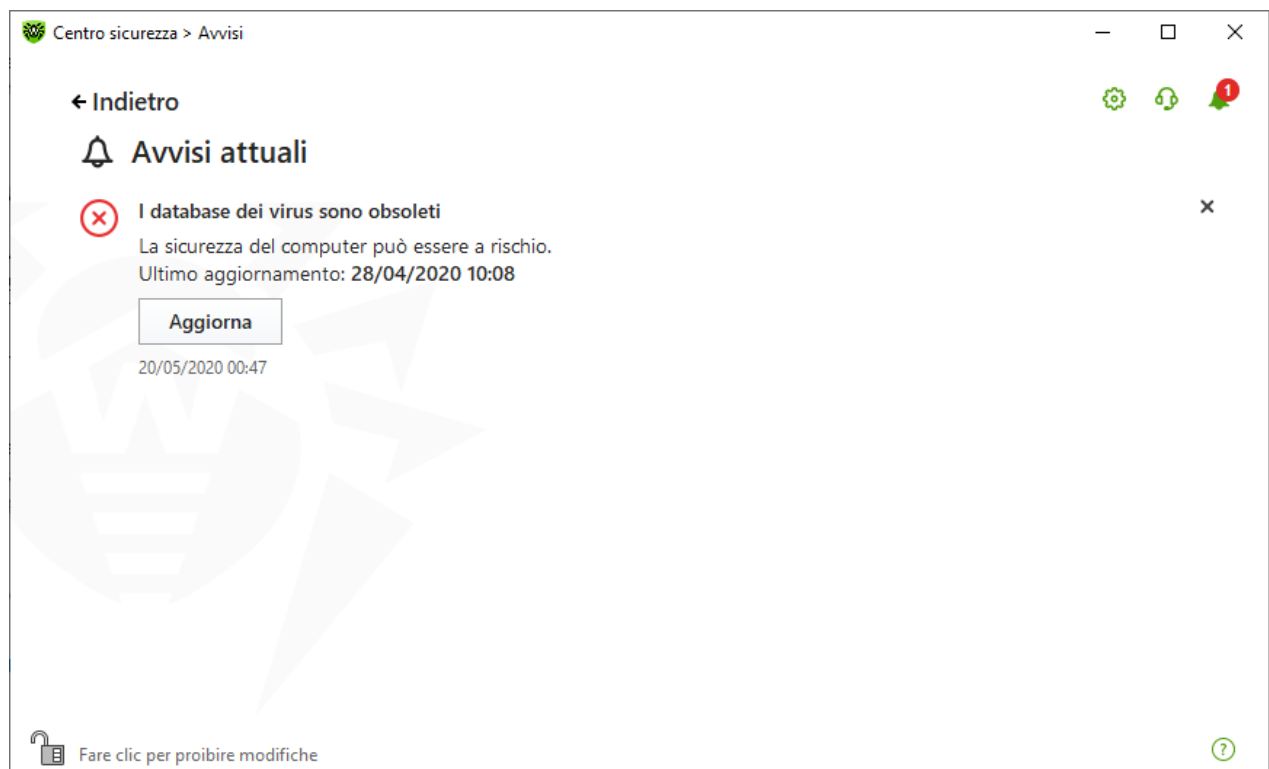 Centro sicurezza > Avvisi
Indietro
1
Avvisi attuali
I database dei virus sono obsoleti
La sicurezza del computer può essere a rischio.
Ultimo aggiornamento: 28/04/2020 10:08
Aggiorna
20/05/2020 00:47
Fare clic per proibire modifiche
?